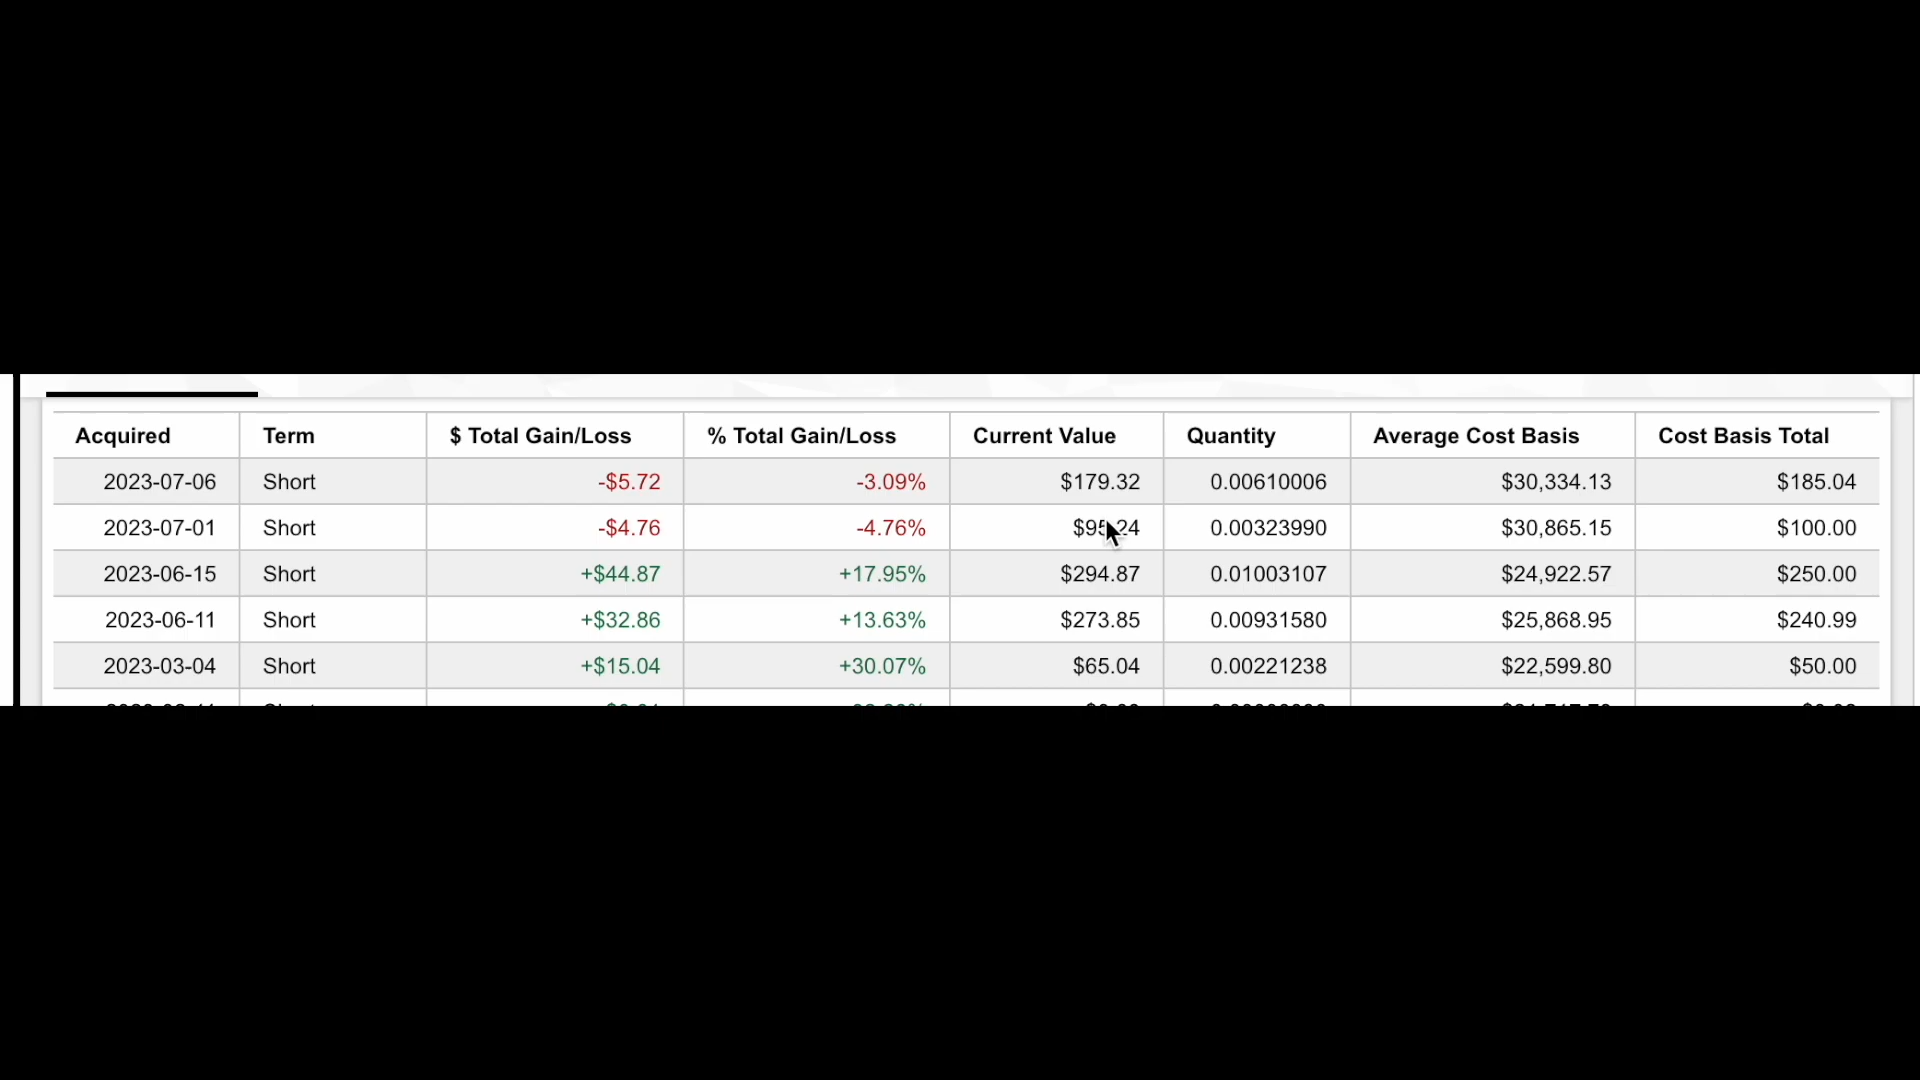 Acquired Term $ Total Gain/Loss % Total Gain/Loss Current Value Quantity Average Cost Basis Cost Basis Total
2023-07-06 Short -$5.72 -3.09% $179.32 0.00610006 $30,334.13 $185.04
2023-07-01 Short -$4.76 -4.76% $95.24 0.00323990 $30,865.15 $100.00
2023-06-15 Short +$44.87 +17.95% $294.87 0.01003107 $24,922.57 $250.00
2023-06-11 Short +$32.86 +13.63% $273.85 0.00931580 $25,868.95 $240.99
2023-03-04 Short +$15.04 +30.07% $65.04 0.00221238 $22,599.80 $50.00